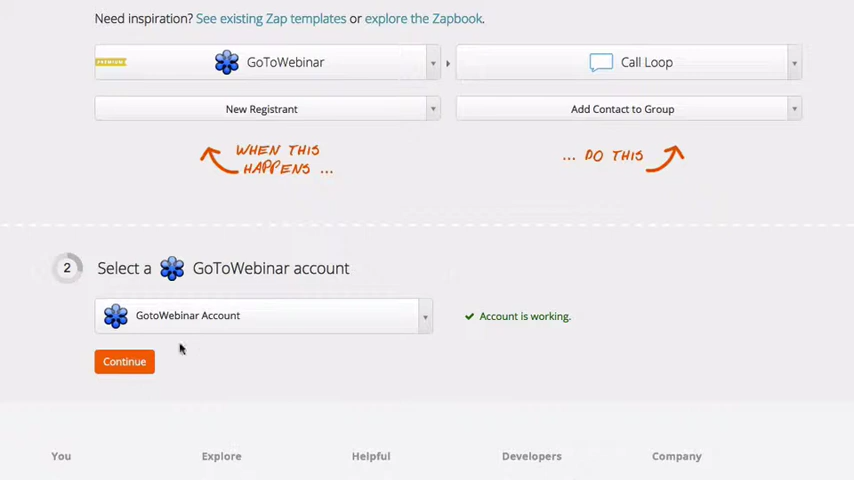 Need inspiration? See existing Zap templates or explore the Zapbook.
PREMIUM GoToWebinar Call Loop
New Registrant Add Contact to Group
WHEN THIS HAPPENS ...
... DO THIS
2 Select a GoToWebinar account
GotoWebinar Account Account is working.
Continue
You Explore Helpful Developers Company